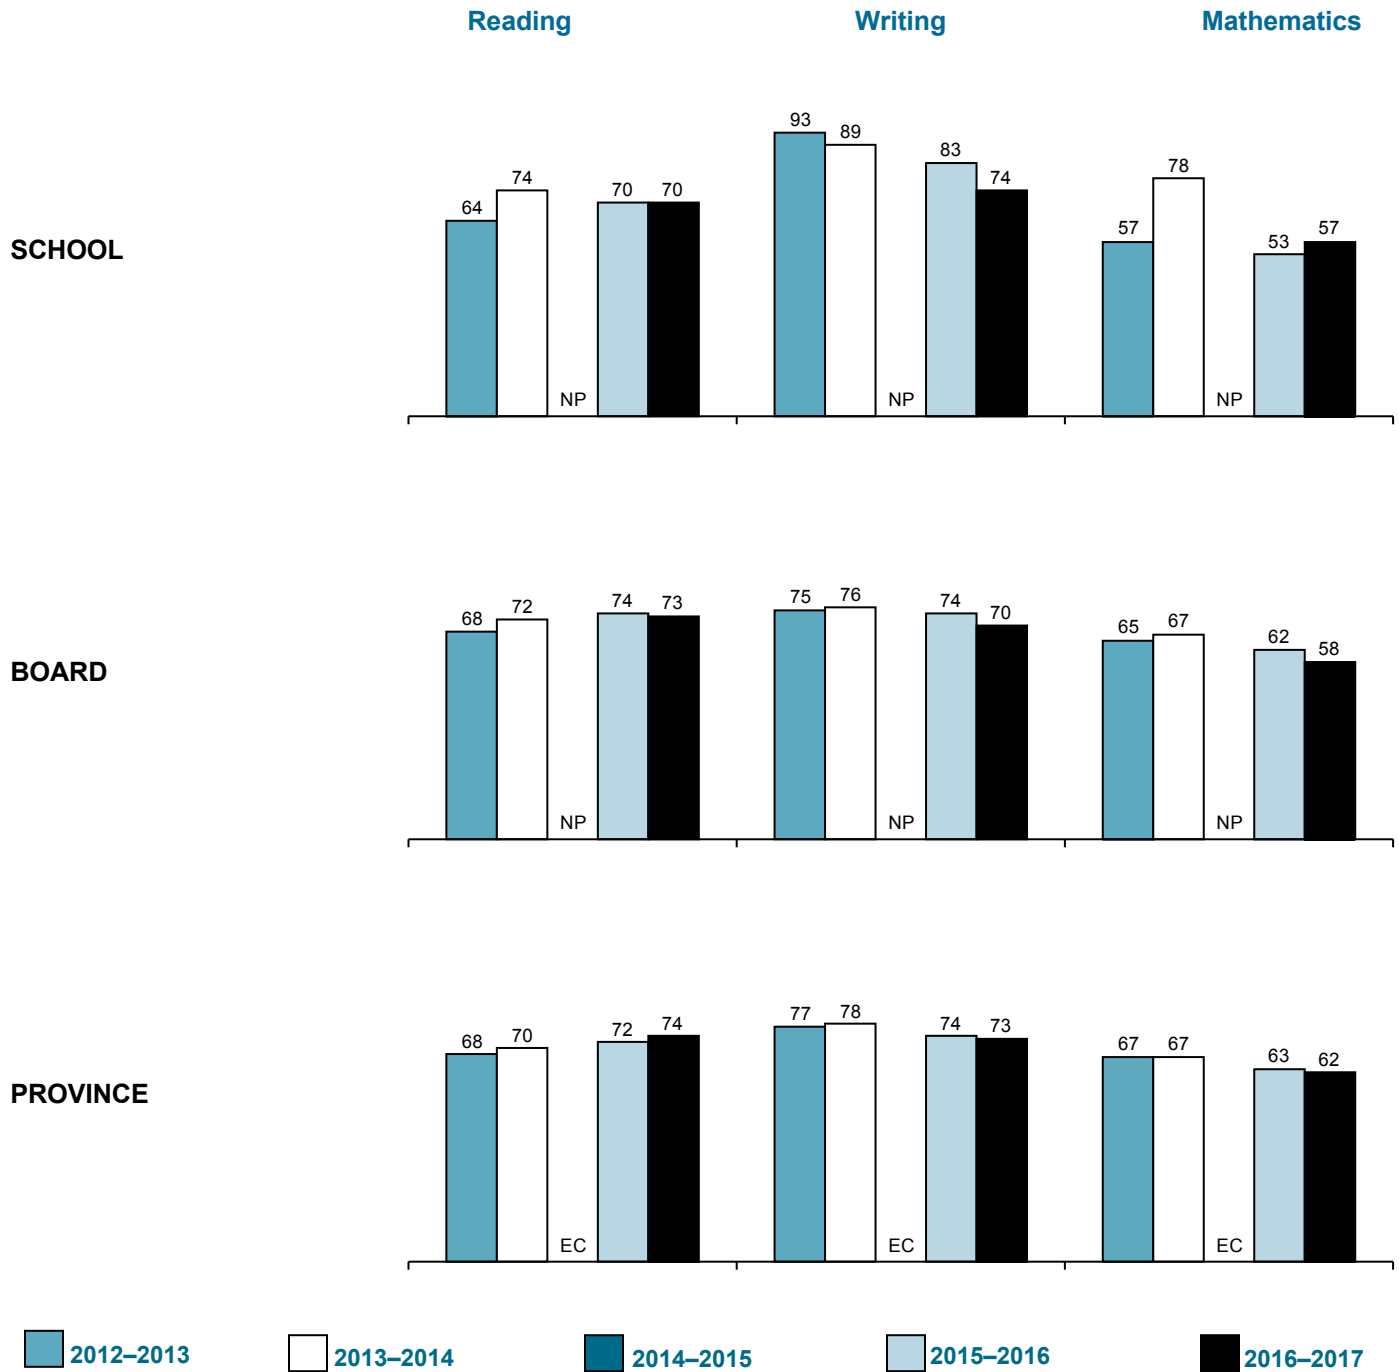 Reading Writing Mathematics
SCHOOL
64 74 NP 70 70 93 89 NP 83 74 57 78 NP 53 57
BOARD
68 72 NP 74 73 75 76 NP 74 70 65 67 NP 62 58
PROVINCE
68 70 EC 72 74 77 78 EC 74 73 67 67 EC 63 62
2012–2013 2013–2014 2014–2015 2015–2016 2016–2017